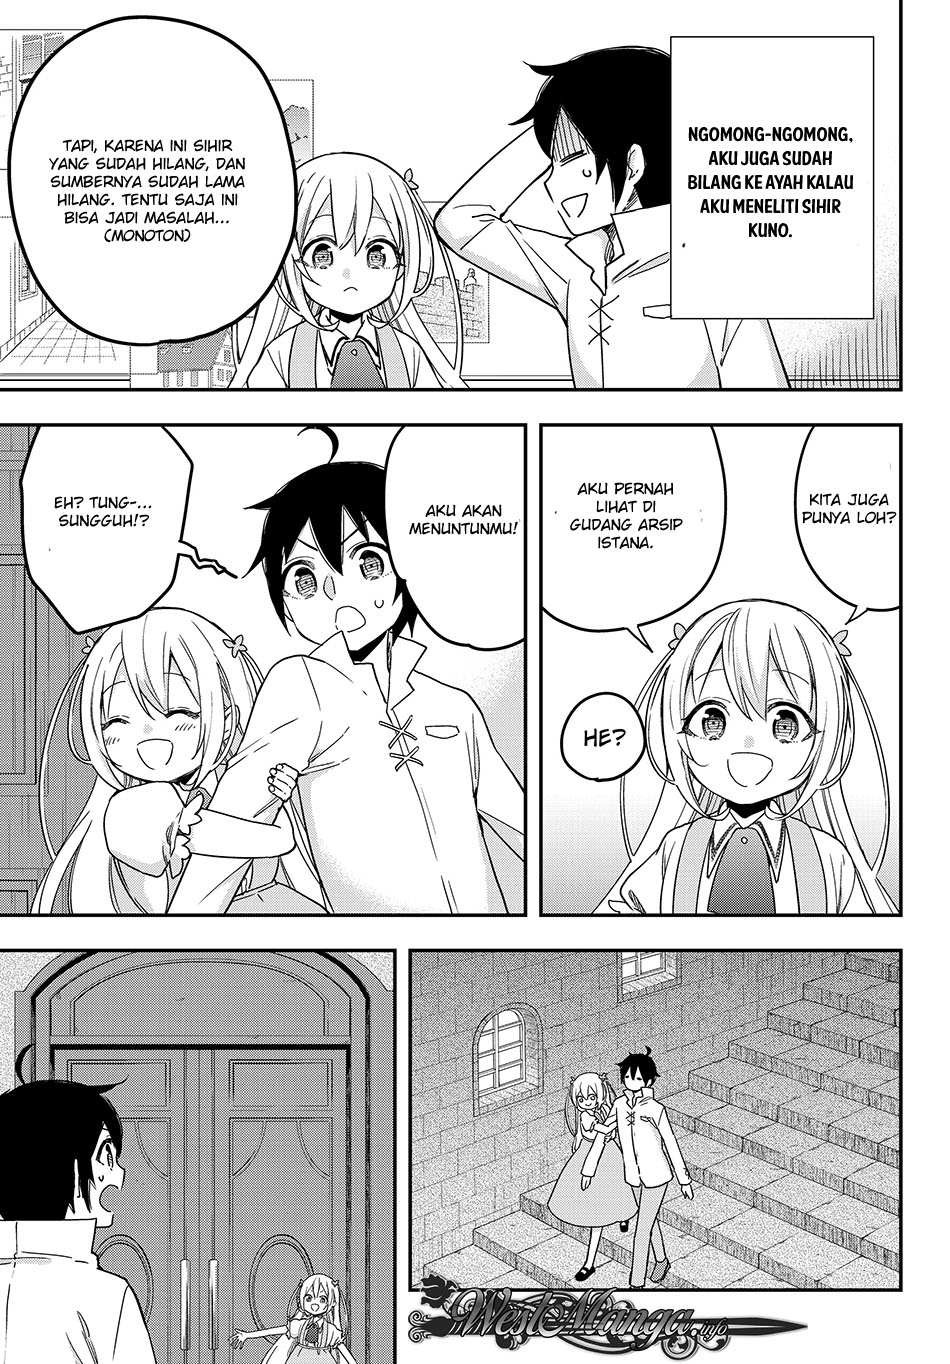 NGOMONG-NGOMONG,
AKU JUGA SUDAH
BILANG KE AYAH KALAU
AKU MENELITI SIHIR
KUNO.
TAPI, KARENA INI SIHIR
YANG SUDAH HILANG, DAN
SUMBERNYA SUDAH LAMA
HILANG. TENTU SAJA INI
BISA JADI MASALAH...
(MONOTON)
KITA JUGA
PUNYA LOH?
AKU PERNAH
LIHAT DI
GUDANG ARSIP
ISTANA.
HE?
AKU AKAN
MENUNTUNMU!
EH? TUNG-...
SUNGGUH!?
WestManga.info